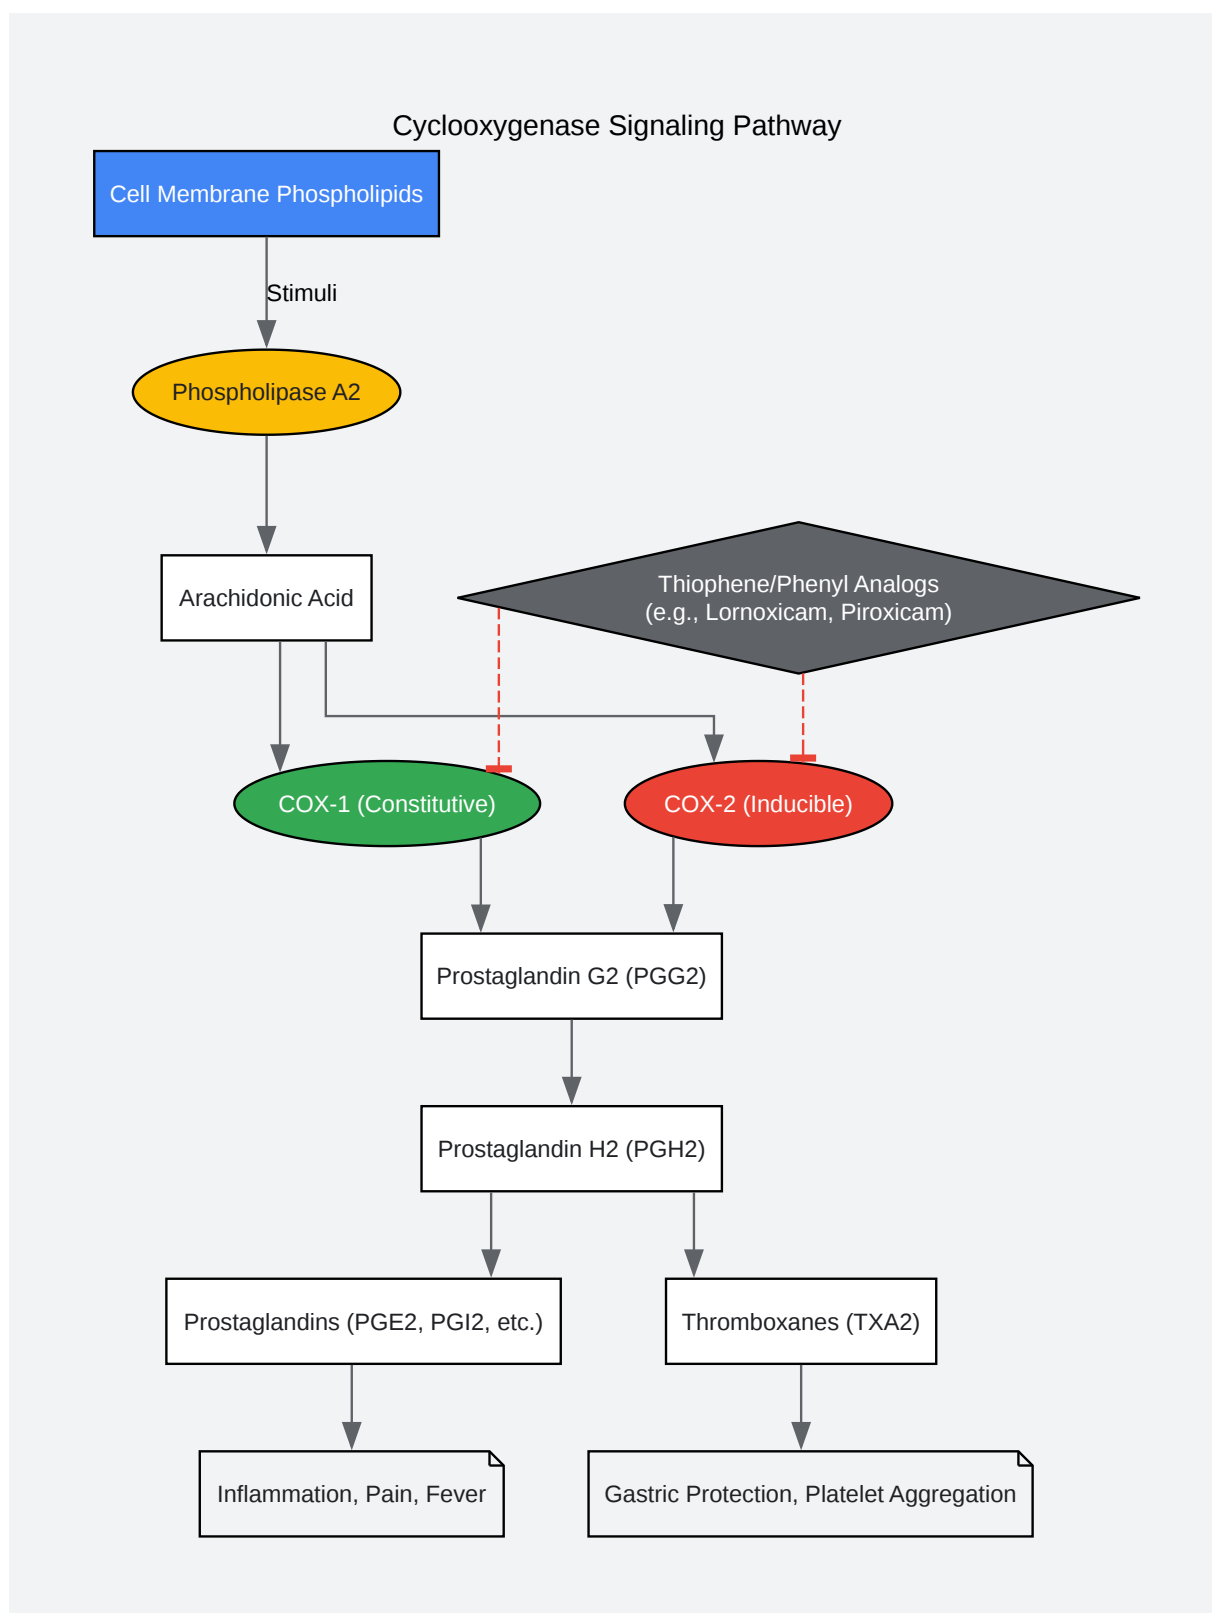 Cyclooxygenase Signaling Pathway
Cell Membrane Phospholipids
Stimuli
Phospholipase A2
Arachidonic Acid
Thiophene/Phenyl Analogs
(e.g., Lornoxicam, Piroxicam)
COX-1 (Constitutive)
COX-2 (Inducible)
Prostaglandin G2 (PGG2)
Prostaglandin H2 (PGH2)
Prostaglandins (PGE2, PGI2, etc.)
Thromboxanes (TXA2)
Inflammation, Pain, Fever
Gastric Protection, Platelet Aggregation